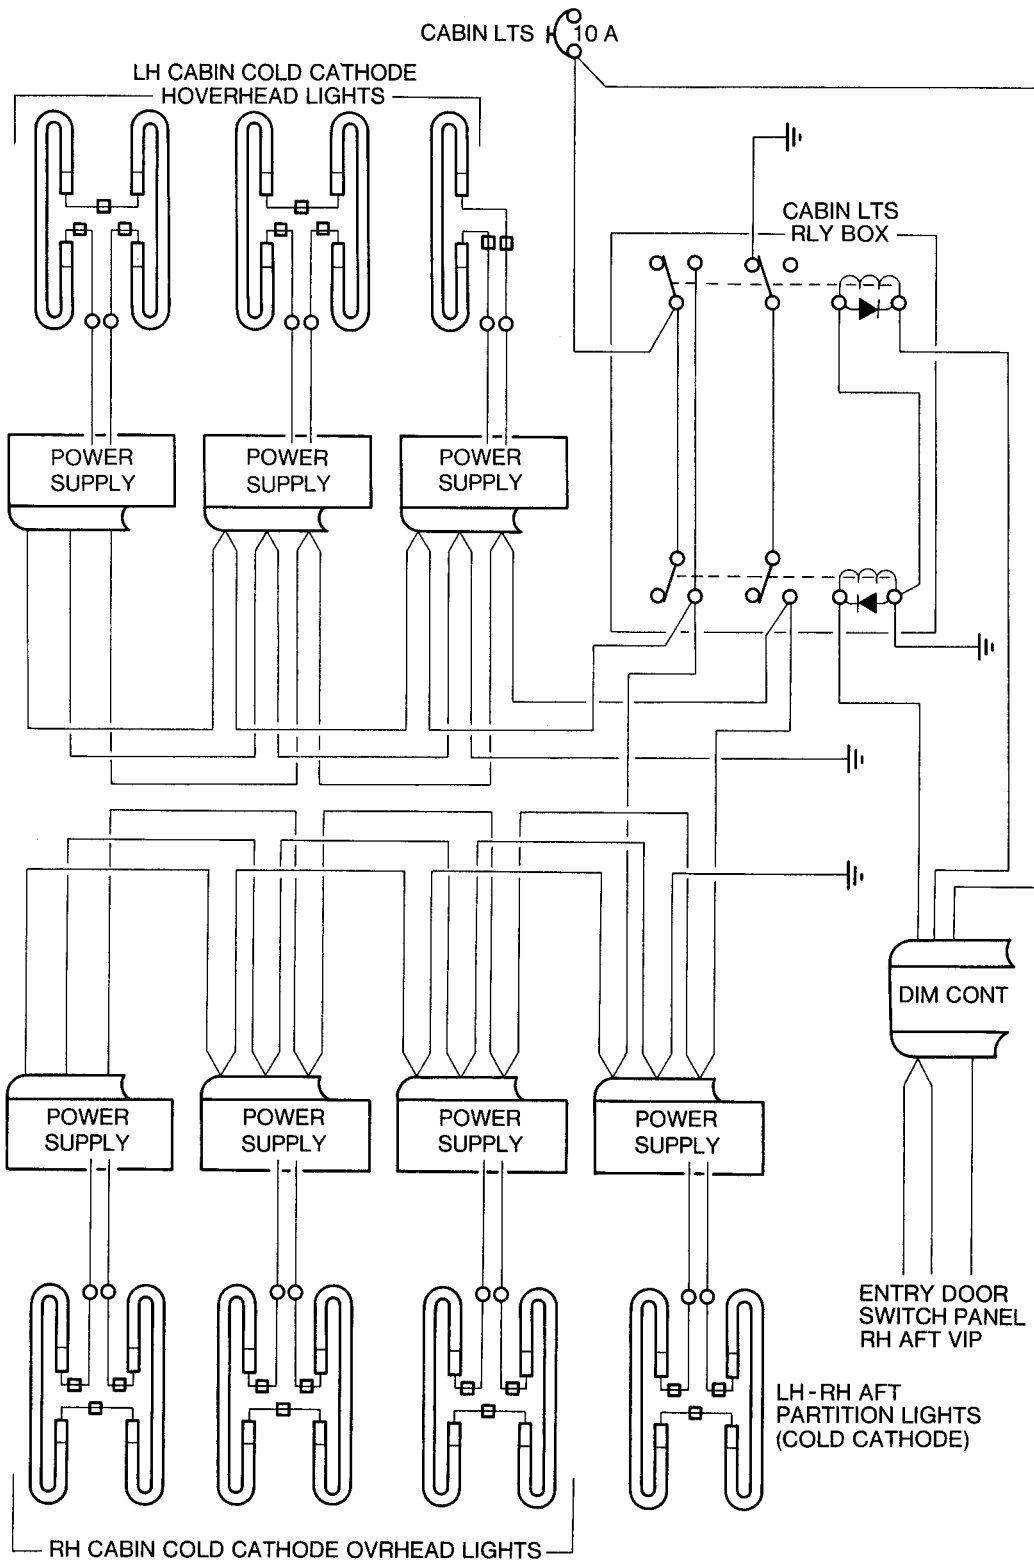 CABIN LTS 10 A
LH CABIN COLD CATHODE
HOVERHEAD LIGHTS
CABIN LTS
RLY BOX
POWER
SUPPLY
POWER
SUPPLY
POWER
SUPPLY
DIM CONT
POWER
SUPPLY
POWER
SUPPLY
POWER
SUPPLY
POWER
SUPPLY
ENTRY DOOR
SWITCH PANEL
RH AFT VIP
LH-RH AFT
PARTITION LIGHTS
(COLD CATHODE)
RH CABIN COLD CATHODE OVRHEAD LIGHTS